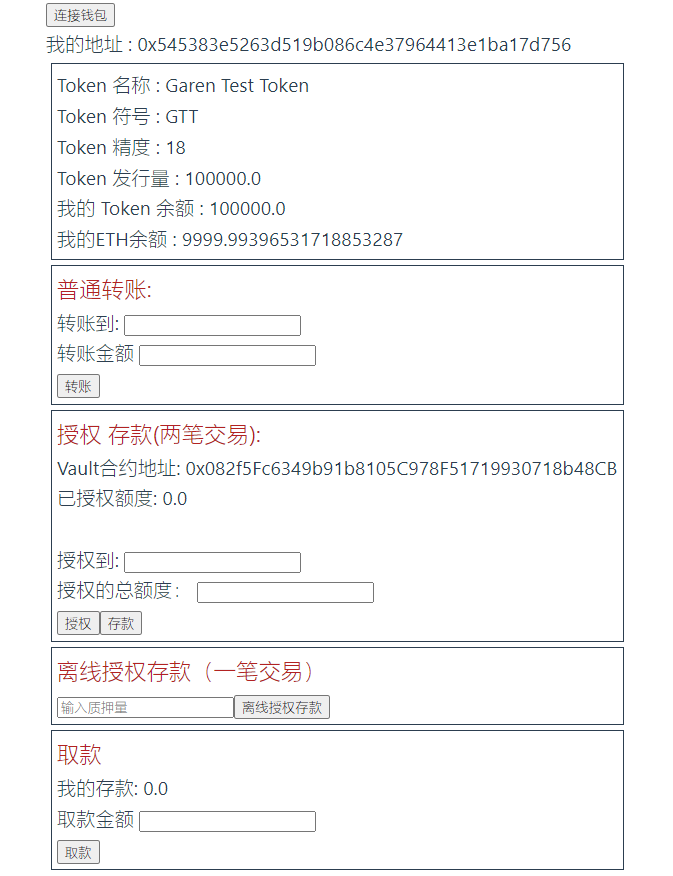 连接钱包
我的地址 : 0x545383e5263d519b086c4e37964413e1ba17d756
Token 名称 : Garen Test Token
Token 符号 : GTT
Token 精度 : 18
Token 发行量 : 100000.0
我的 Token 余额 : 100000.0
我的ETH余额 : 9999.99396531718853287
普通转账:
转账到:
转账金额
转账
授权 存款(两笔交易):
Vault合约地址: 0x082f5Fc6349b91b8105C978F51719930718b48CB
已授权额度: 0.0
授权到:
授权的总额度：
授权 存款
离线授权存款（一笔交易）
输入质押量 离线授权存款
取款
我的存款: 0.0
取款金额
取款